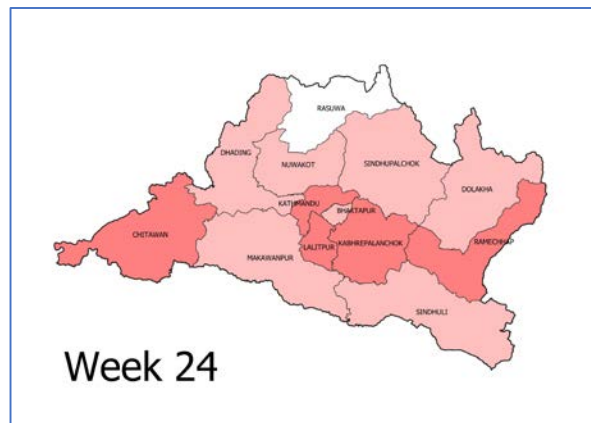 RASUWA
DHADING
NUWAKOT
SINDHUPALCHOK
DOLAKHA
KATHMANDU
BHAKTAPUR
CHITAWAN
LALITPUR
KABHREPALANCHOK
RAMECHHAP
MAKAWANPUR
SINDHULI
Week 24